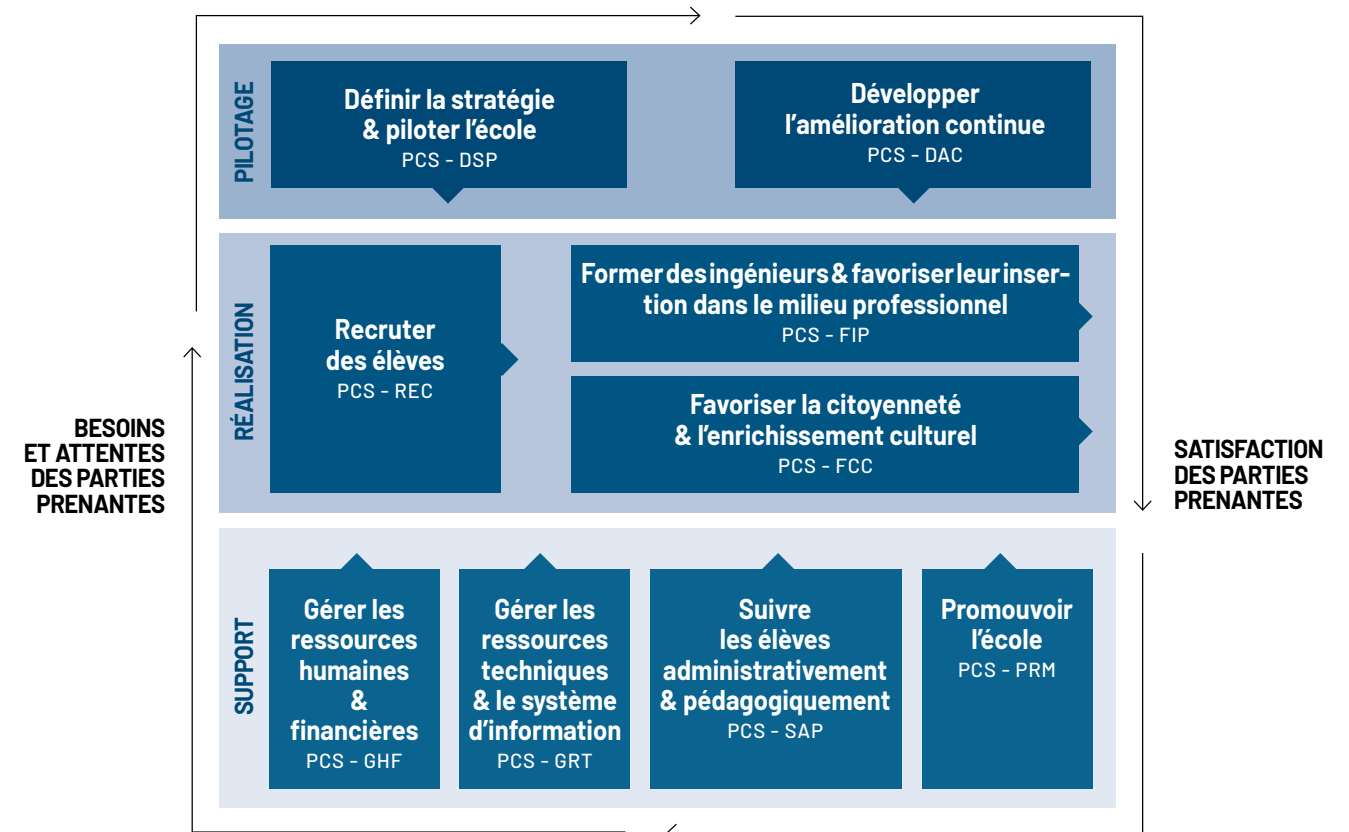 PILOTAGE
Définir la stratégie
& piloter l'école
PCS - DSP
Développer
l'amélioration continue
PCS - DAC
RÉALISATION
Recruter
des élèves
PCS - REC
Former des ingénieurs & favoriser leur inser-
tion dans le milieu professionnel
PCS - FIP
Favoriser la citoyenneté
& l'enrichissement culturel
PCS - FCC
BESOINS
ET ATTENTES
DES PARTIES
PRENANTES
SATISFACTION
DES PARTIES
PRENANTES
SUPPORT
Gérer les
ressources
humaines
&
financières
PCS - GHF
Gérer les
ressources
techniques
& le système
d'information
PCS - GRT
Suivre
les élèves
administrativement
& pédagogiquement
PCS - SAP
Promouvoir
l'école
PCS - PRM